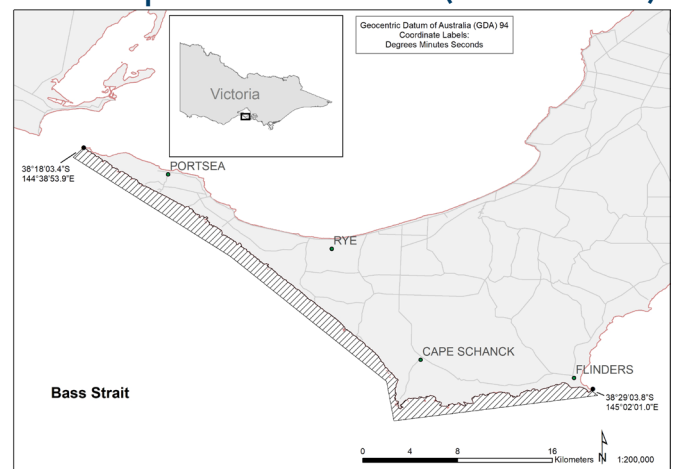 Geocentric Datum of Australia (GDA) 94
Coordinate Labels:
Degrees Minutes Seconds
Victoria
38°18'03.4"S
144°38'53.9"E
PORTSEA
RYE
CAPE SCHANCK
FLINDERS
Bass Strait
38°29'03.8"S
145°02'01.0"E
0 4 8 16
Kilometers N 1:200,000